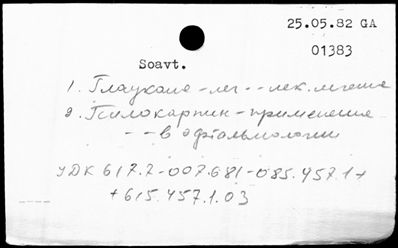 25.05.82 GA
01383
Soavt.
1. Глаукома - лег - - лек. лечение
2. Пилокарпин - применение
- - в офтальмологии
УДК 617.7-007.681-085.457.1+
+615.457.1.03